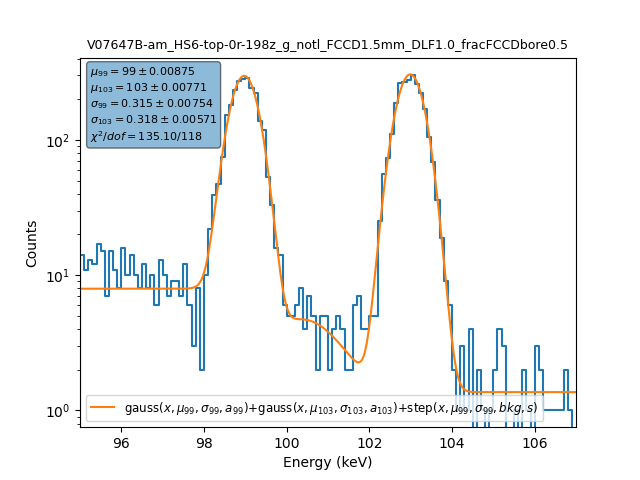 V07647B-am_HS6-top-0r-198z_g_notl_FCCD1.5mm_DLF1.0_fracFCCDbore0.5
μ99 = 99 ± 0.00875
μ103 = 103 ± 0.00771
σ99 = 0.315 ± 0.00754
σ103 = 0.318 ± 0.00571
χ²/dof = 135.10/118
10²
10¹
10⁰
Counts
gauss(x, μ99, σ99, a99)+gauss(x, μ103, σ103, a103)+step(x, μ99, σ99, bkg, s)
96 98 100 102 104 106
Energy (keV)